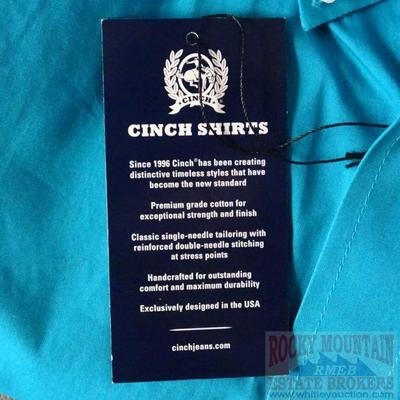 CINCH
CINCH SHIRTS
Since 1996 Cinch® has been creating
distinctive timeless styles that have
become the new standard
Premium grade cotton for
exceptional strength and finish
Classic single-needle tailoring with
reinforced double-needle stitching
at stress points
Handcrafted for outstanding
comfort and maximum durability
Exclusively designed in the USA
cinchjeans.com
ROCKY MOUNTAIN
RMEB
ESTATE BROKERS
www.whitleyauction.com